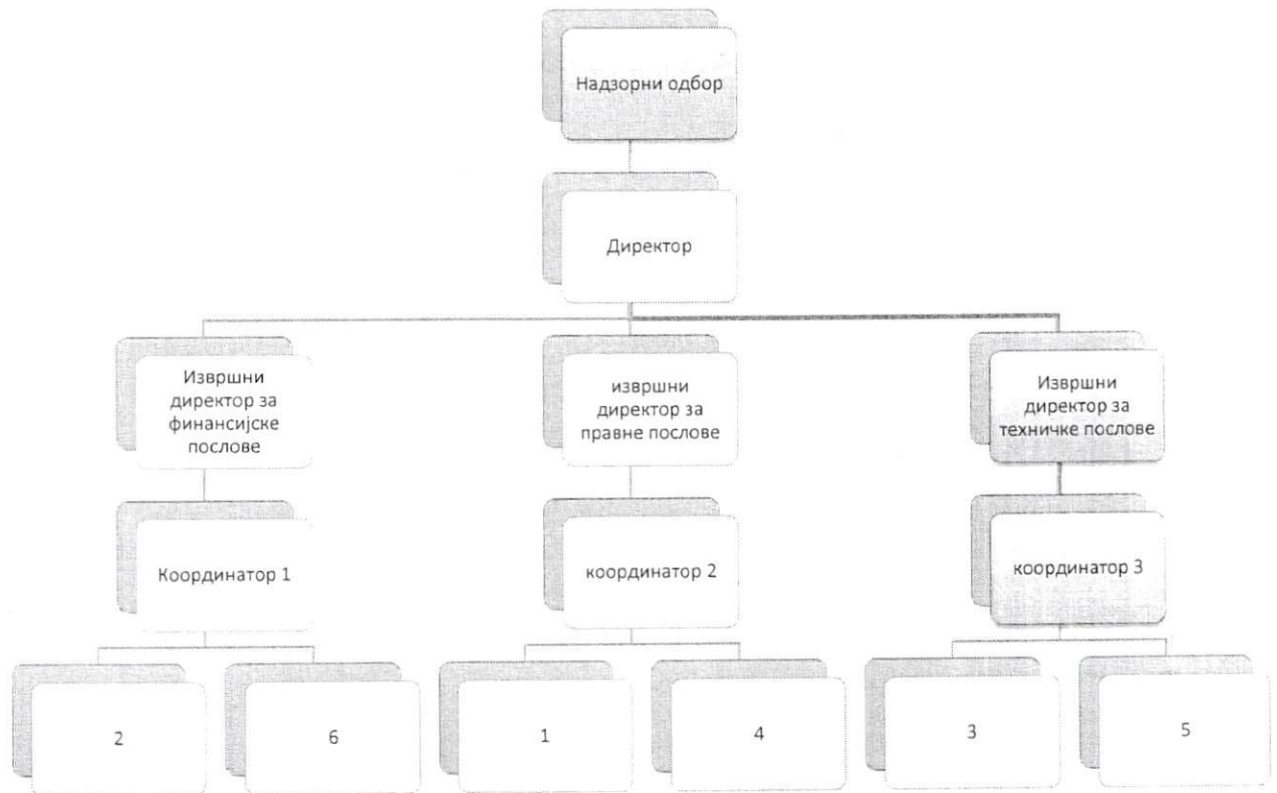 Надзорни одбор
Директор
Извршни
директор за
финансијске
послове
извршни
директор за
правне послове
Извршни
директор за
техничке послове
Координатор 1
координатор 2
координатор 3
2
6
1
4
3
5